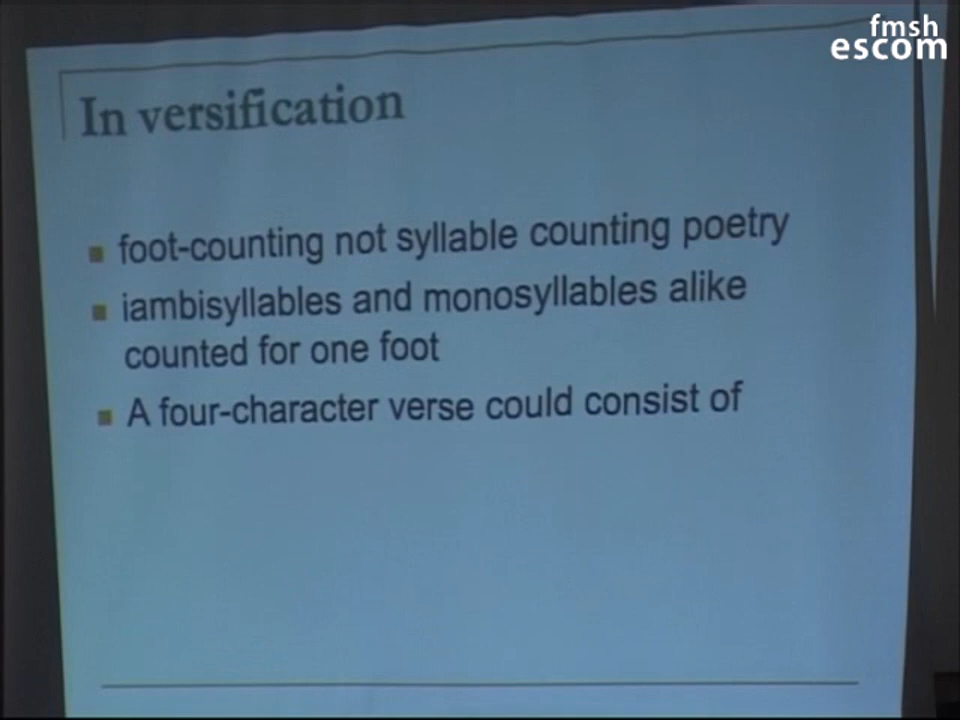 fmsh
escom
In versification
foot-counting not syllable counting poetry
iambisyllables and monosyllables alike
counted for one foot
A four-character verse could consist of